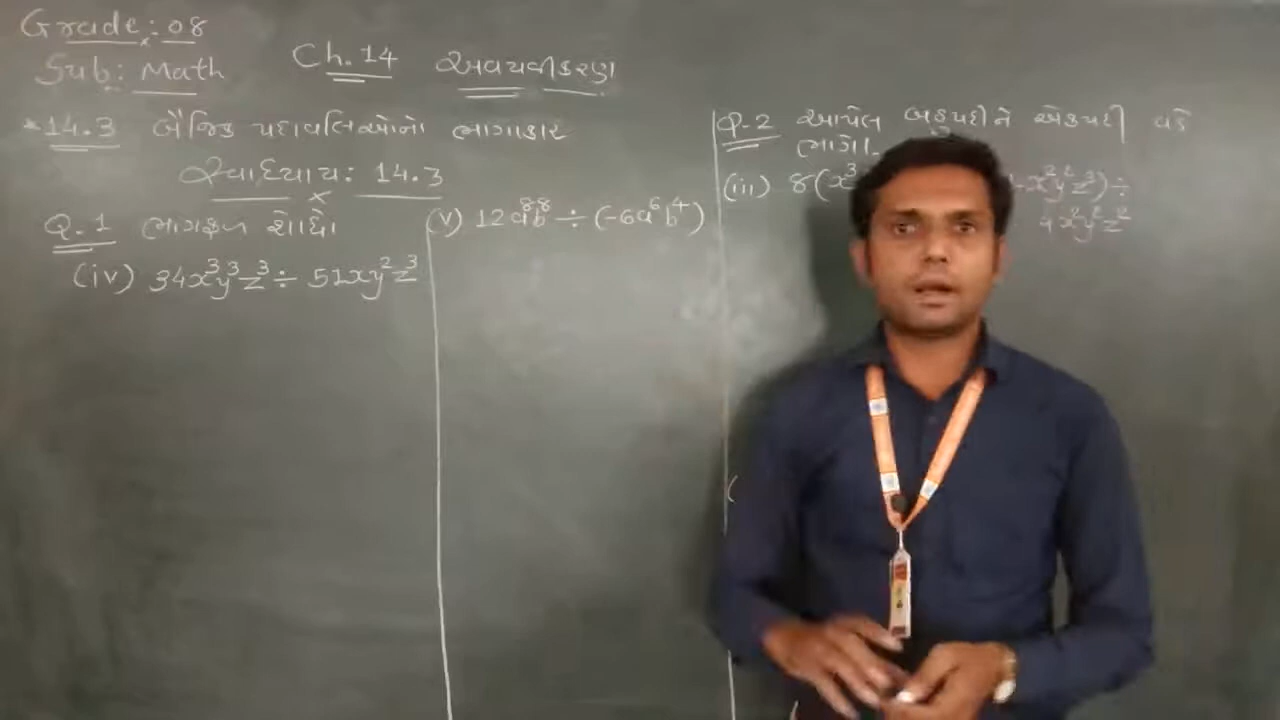 Grade: 08
Sub: Math
Ch. 14 અવયવીકરણ
* 14.3 બૈજિક પદાવલિઓનો ભાગાકાર
સ્વાધ્યાય: 14.3
Q.1 ભાગફળ શોધો
(iv) 34x³y³z³ ÷ 51xy²z³
(v) 12a⁸b⁸ ÷ (-6a⁶b⁴)
Q.2 આપેલ બહુપદીને એકપદી વડે
ભાગો.
(iii) 8(x³ x²y²z³) ÷
4x²y²z²